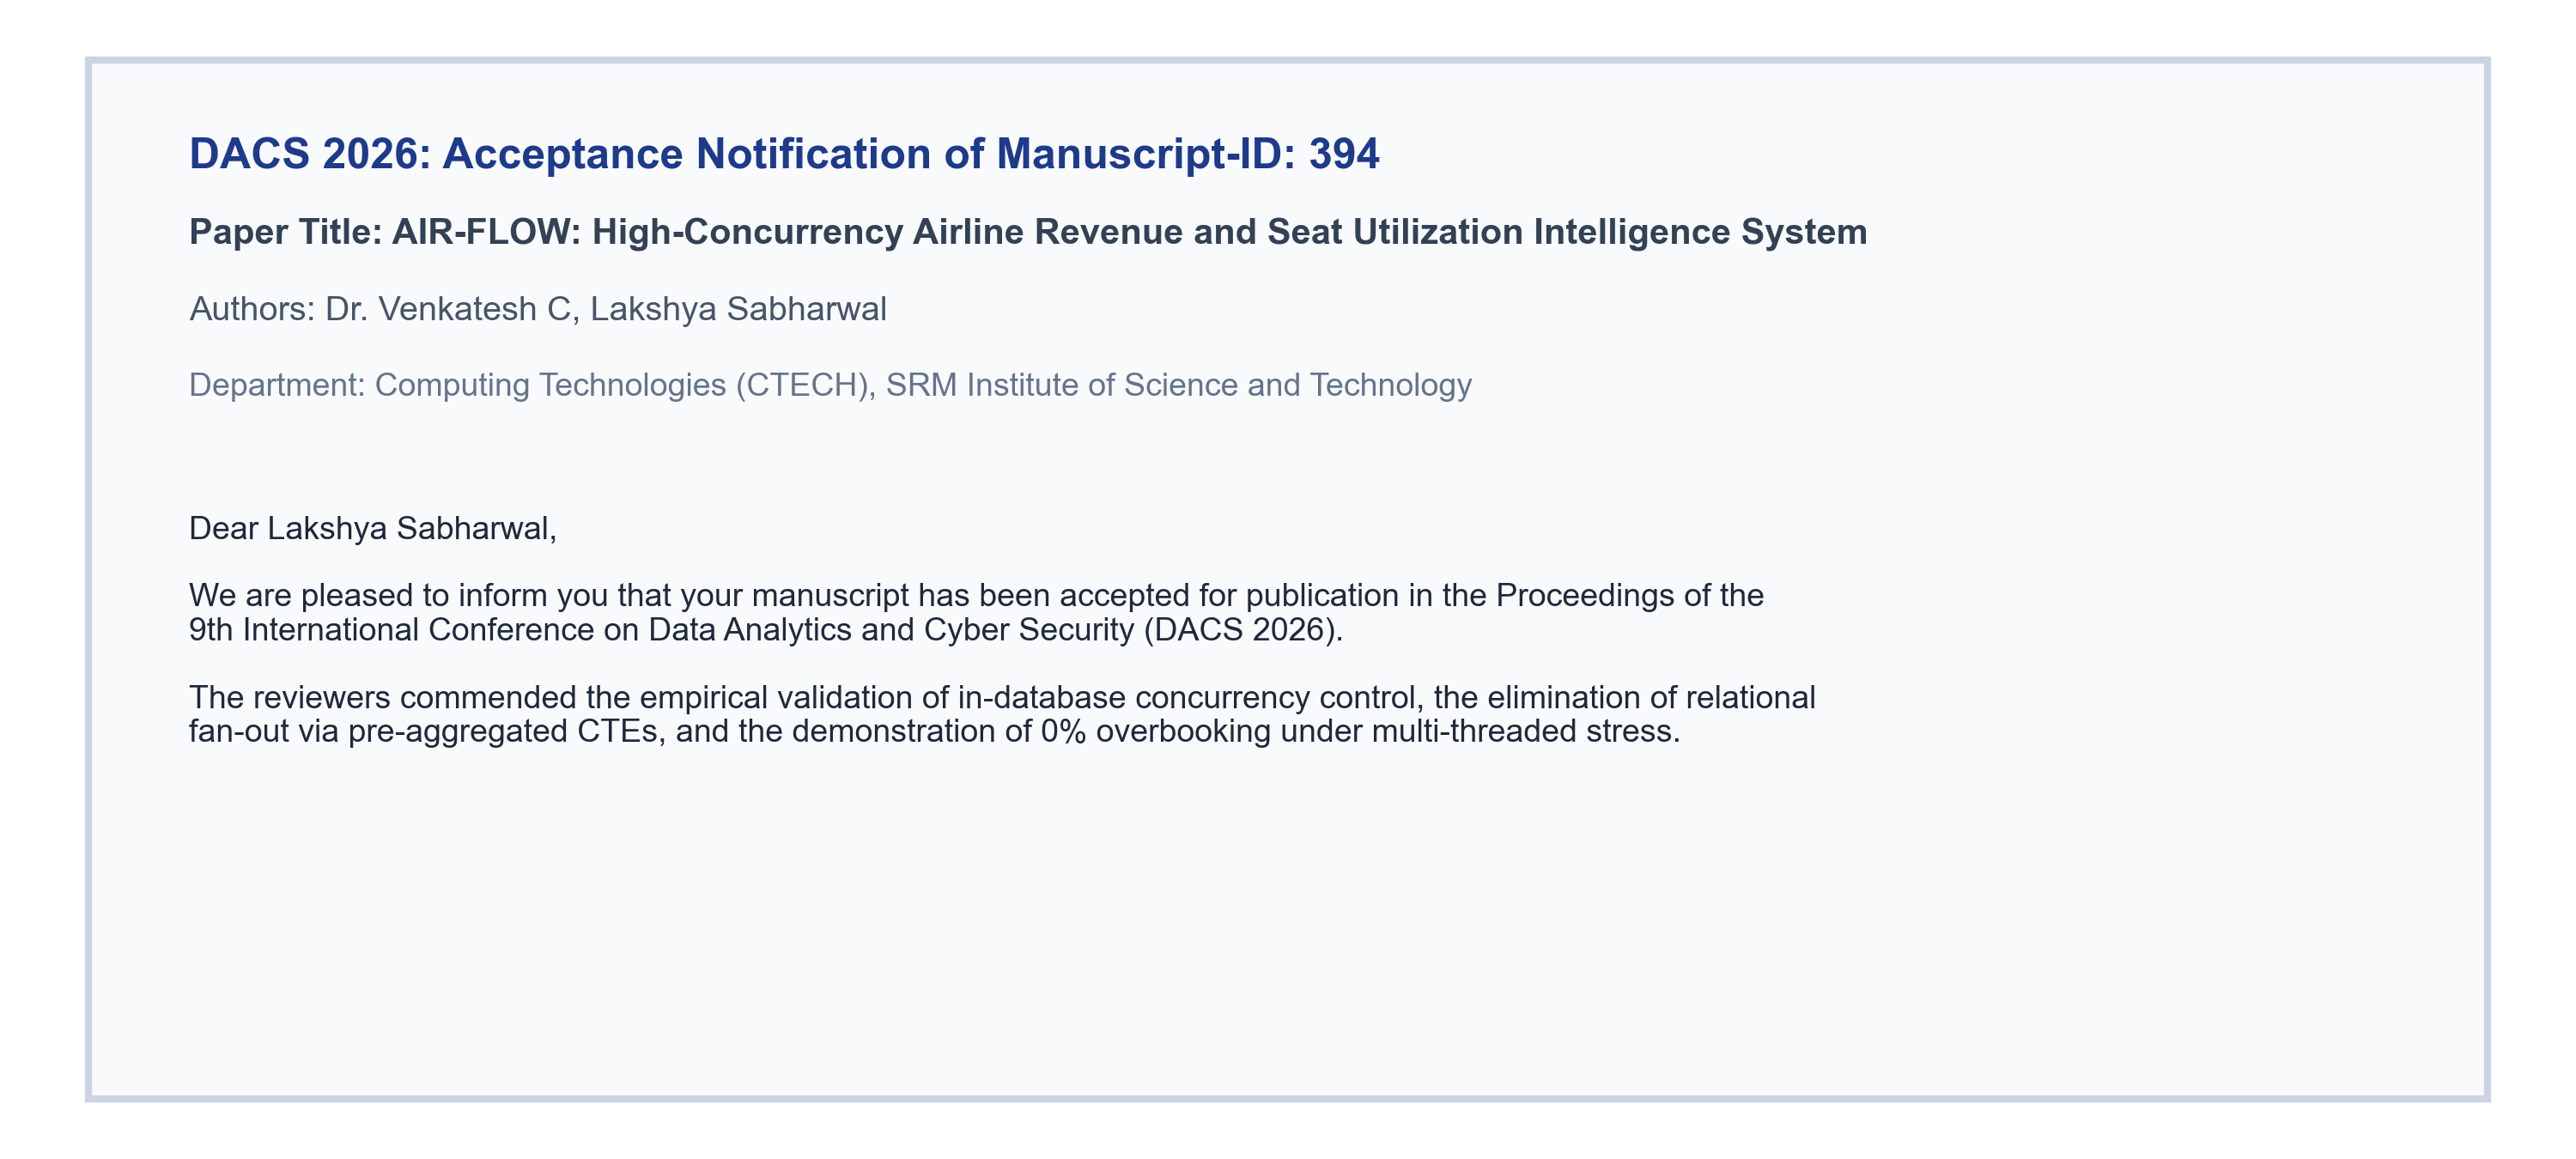 DACS 2026: Acceptance Notification of Manuscript-ID: 394
Paper Title: AIR-FLOW: High-Concurrency Airline Revenue and Seat Utilization Intelligence System
Authors: Dr. Venkatesh C, Lakshya Sabharwal
Department: Computing Technologies (CTECH), SRM Institute of Science and Technology
Dear Lakshya Sabharwal,
We are pleased to inform you that your manuscript has been accepted for publication in the Proceedings of the
9th International Conference on Data Analytics and Cyber Security (DACS 2026).
The reviewers commended the empirical validation of in-database concurrency control, the elimination of relational
fan-out via pre-aggregated CTEs, and the demonstration of 0% overbooking under multi-threaded stress.